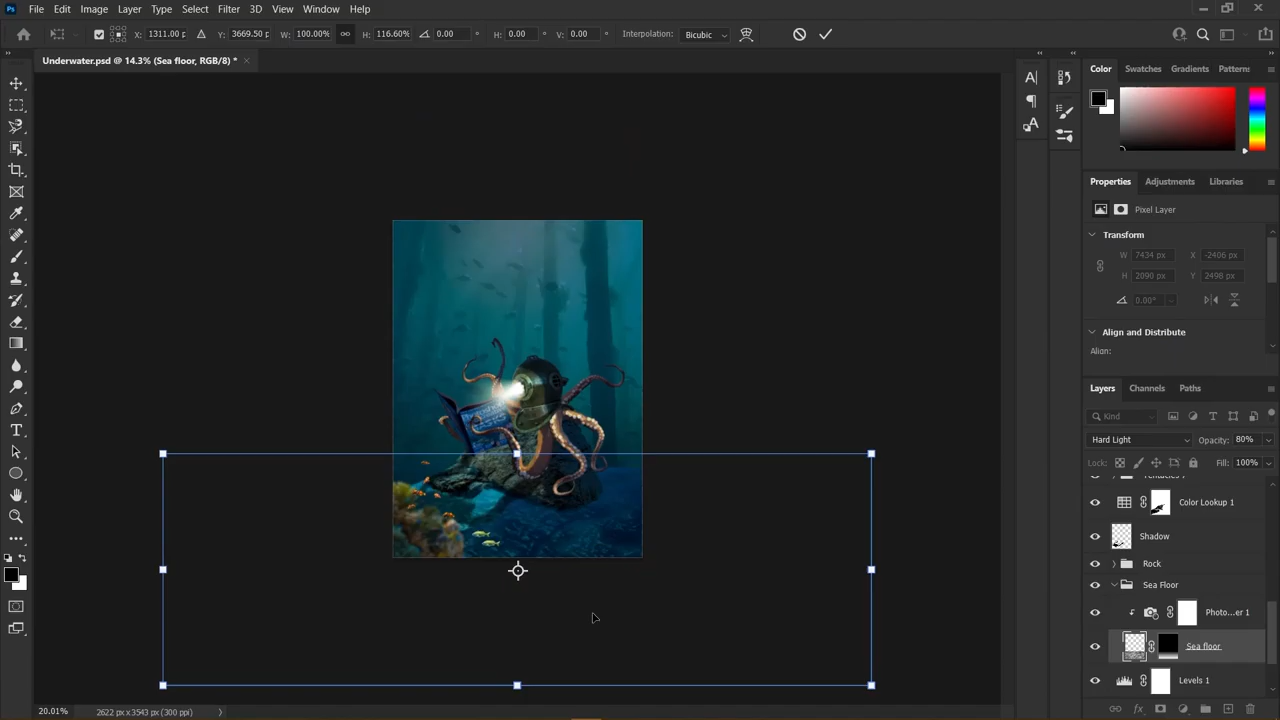 Ps File Edit Image Layer Type Select Filter 3D View Window Help
X: 1311.00 p Y: 3669.50 p W: 100.00% H: 116.60% 0.00 ° H: 0.00 ° V: 0.00 ° Interpolation: Bicubic
Underwater.psd @ 14.3% (Sea floor, RGB/8) * ×
Color Swatches Gradients Patterns
Properties Adjustments Libraries
Pixel Layer
Transform
W 7434 px X -2406 px
H 2090 px Y 2498 px
0.00°
Align and Distribute
Align:
Layers Channels Paths
Kind
Hard Light Opacity: 80%
Lock: Fill: 100%
Color Lookup 1
Shadow
Rock
Sea Floor
Photo...er 1
Sea floor
Levels 1
20.01% 2622 px x 3543 px (300 ppi)